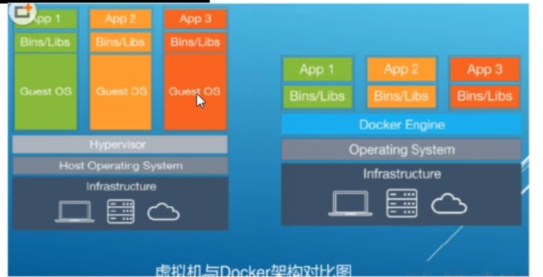 App 1 App 2 App 3
Bins/Libs Bins/Libs Bins/Libs
Guest OS Guest OS Guest OS
Hypervisor
Host Operating System
Infrastructure
App 1 App 2 App 3
Bins/Libs Bins/Libs Bins/Libs
Docker Engine
Operating System
Infrastructure
虚拟机与Docker架构对比图